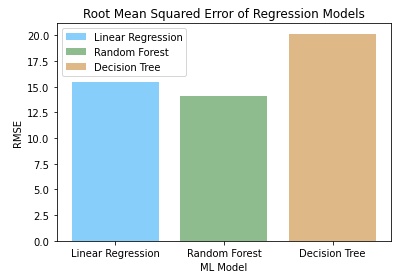 Root Mean Squared Error of Regression Models
Linear Regression
Random Forest
Decision Tree
20.0
17.5
15.0
12.5
10.0
7.5
5.0
2.5
0.0
RMSE
Linear Regression Random Forest Decision Tree
ML Model